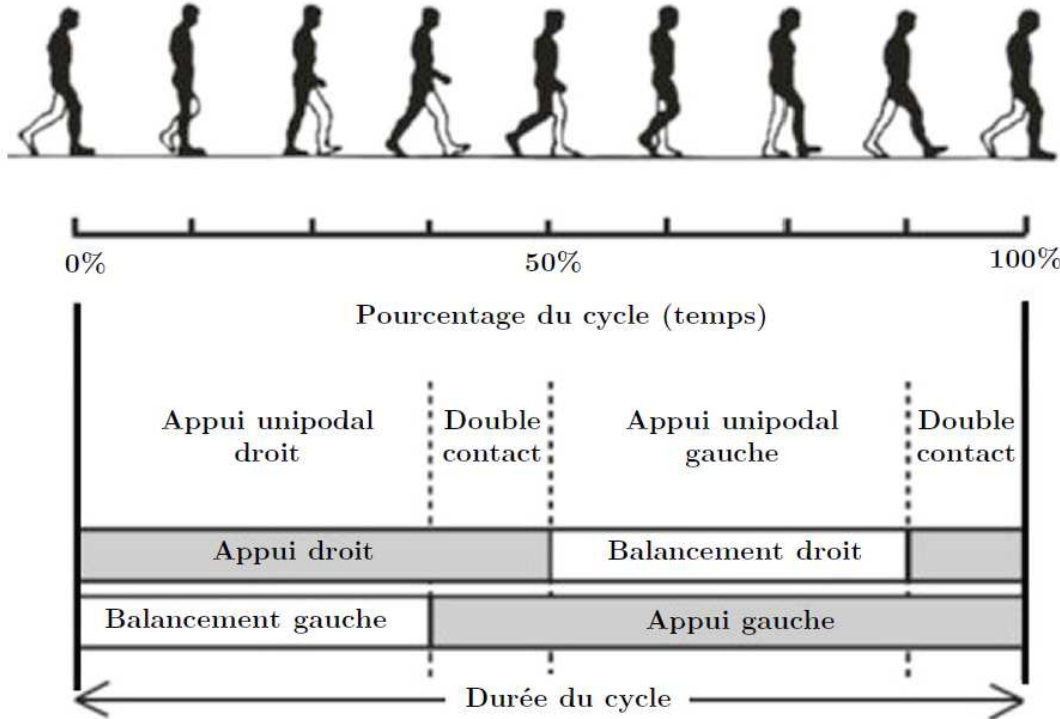 0% 50% 100%
Pourcentage du cycle (temps)
Appui unipodal droit
Double contact
Appui unipodal gauche
Double contact
Appui droit
Balancement droit
Balancement gauche
Appui gauche
Durée du cycle